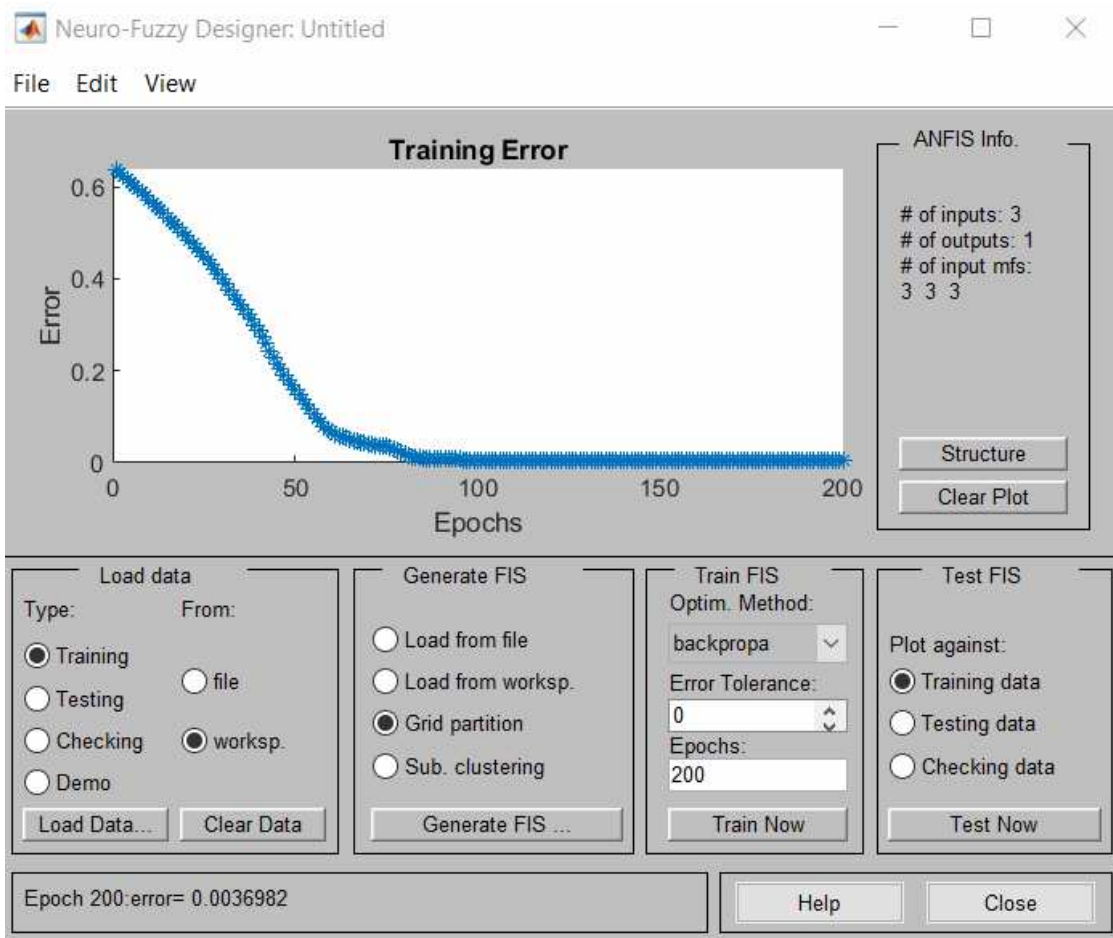 Neuro-Fuzzy Designer: Untitled
File Edit View
Training Error
0.6
0.4
0.2
0
Error
0 50 100 150 200
Epochs
ANFIS Info.
# of inputs: 3
# of outputs: 1
# of input mfs:
3 3 3
Structure
Clear Plot
Load data
Type: From:
Training
Testing
Checking
Demo
file
worksp.
Load Data... Clear Data
Generate FIS
Load from file
Load from worksp.
Grid partition
Sub. clustering
Generate FIS ...
Train FIS
Optim. Method:
backpropa
Error Tolerance:
0
Epochs:
200
Train Now
Test FIS
Plot against:
Training data
Testing data
Checking data
Test Now
Epoch 200:error= 0.0036982
Help Close